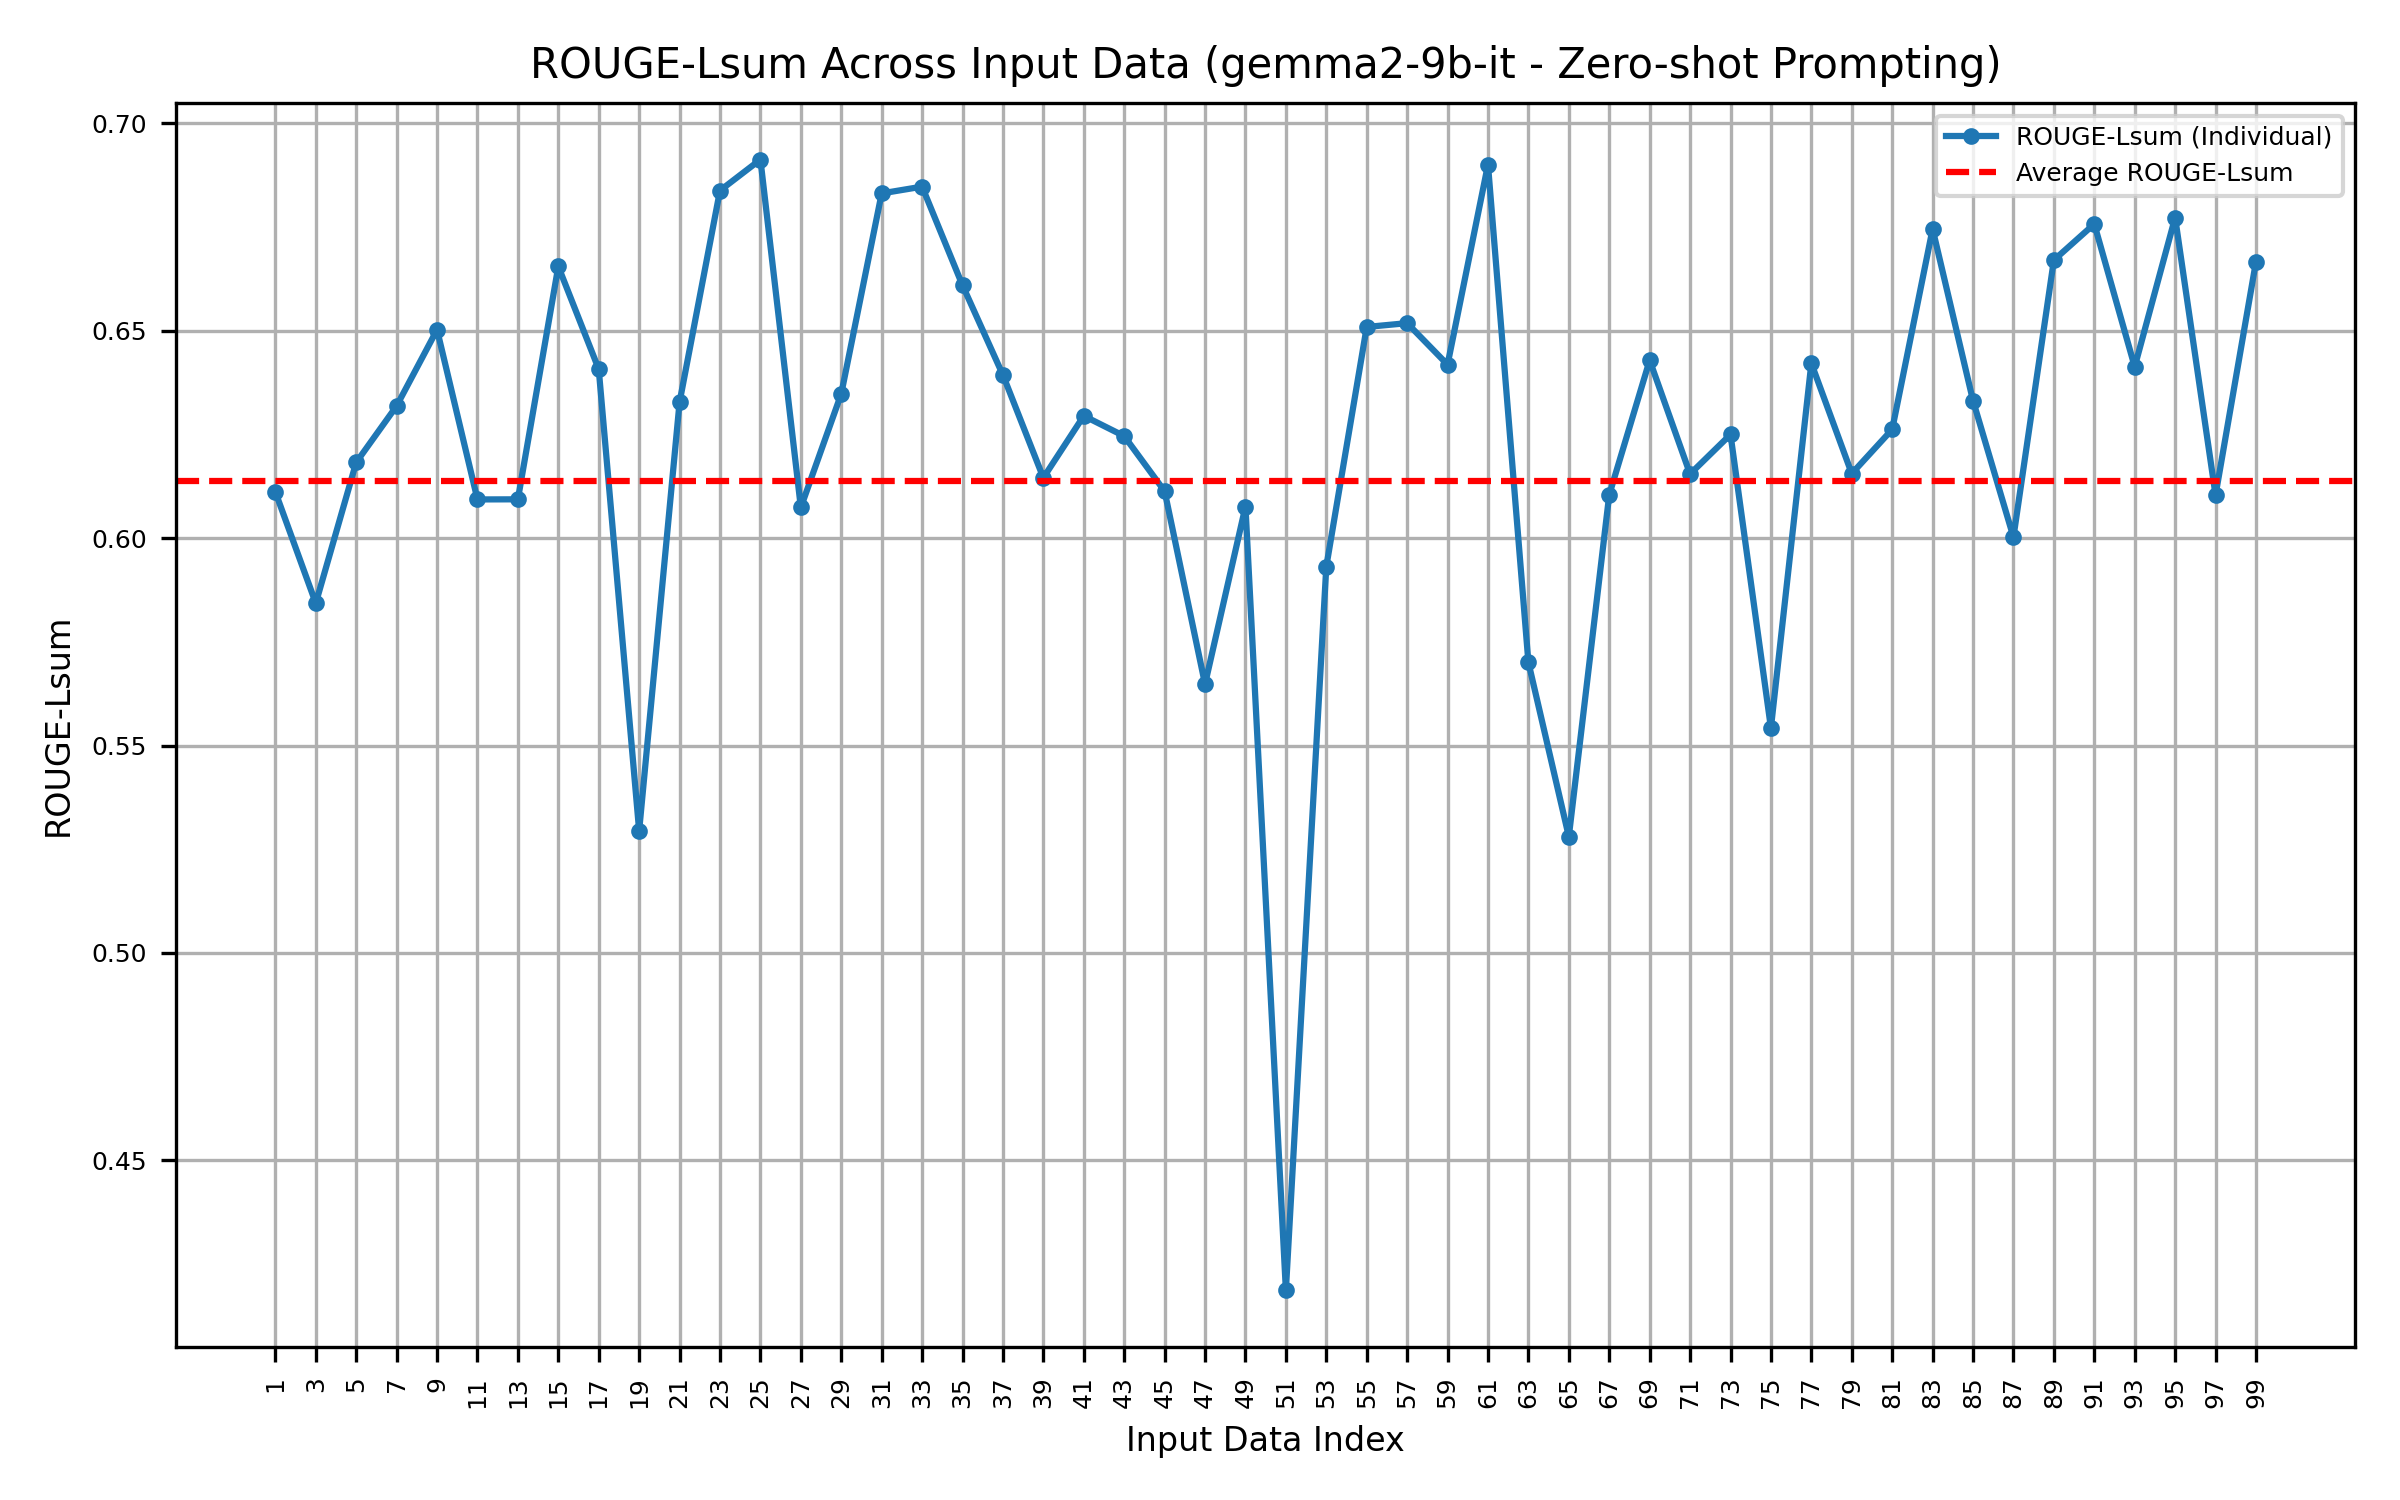 ROUGE-Lsum Across Input Data (gemma2-9b-it - Zero-shot Prompting)
ROUGE-Lsum (Individual)
Average ROUGE-Lsum
ROUGE-Lsum
0.70
0.65
0.60
0.55
0.50
0.45
1 3 5 7 9 11 13 15 17 19 21 23 25 27 29 31 33 35 37 39 41 43 45 47 49 51 53 55 57 59 61 63 65 67 69 71 73 75 77 79 81 83 85 87 89 91 93 95 97 99
Input Data Index